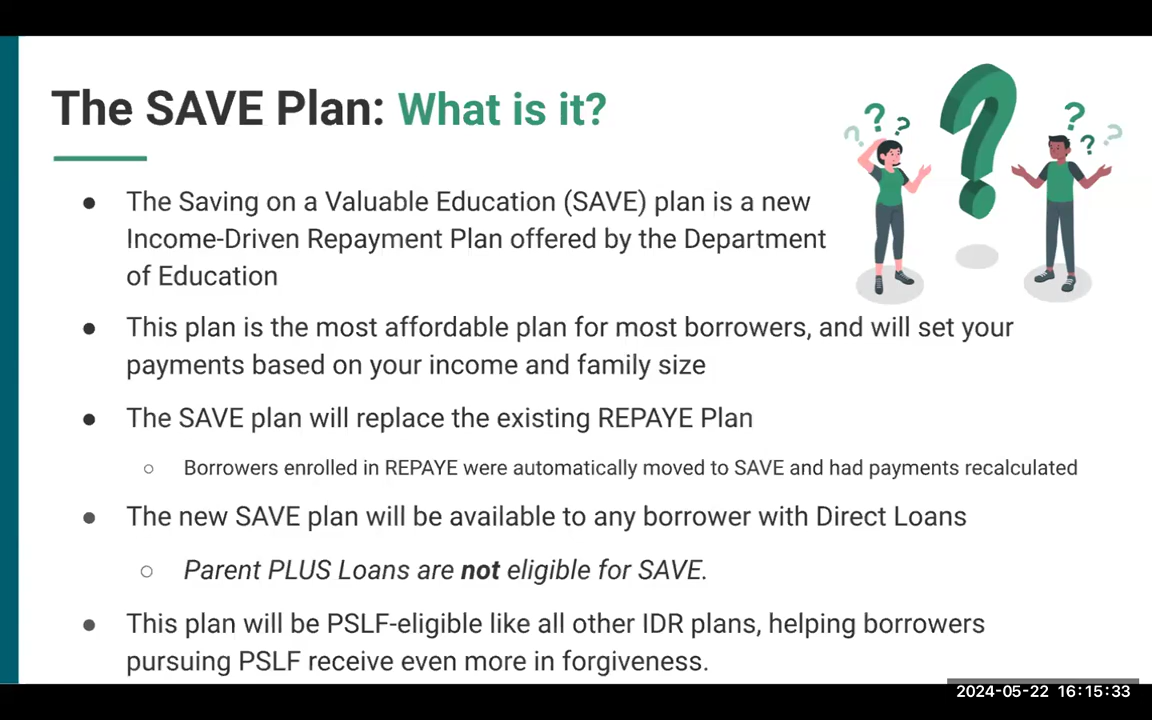 The SAVE Plan: What is it?
● The Saving on a Valuable Education (SAVE) plan is a new
Income-Driven Repayment Plan offered by the Department
of Education
● This plan is the most affordable plan for most borrowers, and will set your
payments based on your income and family size
● The SAVE plan will replace the existing REPAYE Plan
○ Borrowers enrolled in REPAYE were automatically moved to SAVE and had payments recalculated
● The new SAVE plan will be available to any borrower with Direct Loans
○ Parent PLUS Loans are not eligible for SAVE.
● This plan will be PSLF-eligible like all other IDR plans, helping borrowers
pursuing PSLF receive even more in forgiveness.
2024-05-22 16:15:33